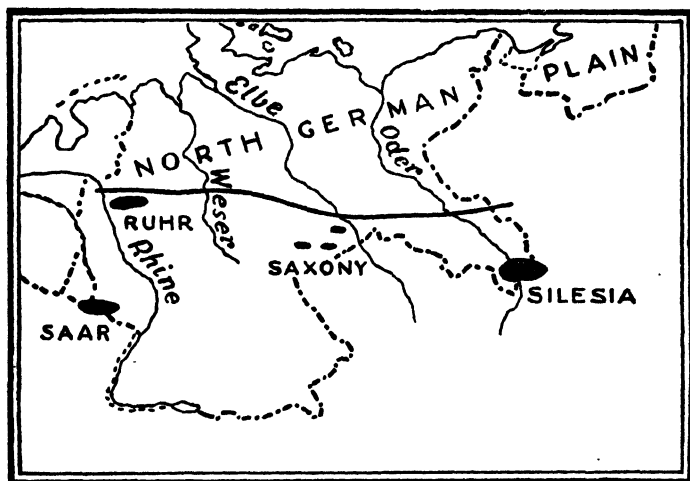 NORTH GERMAN PLAIN
Elbe
Oder
Weser
RUHR
Rhine
SAXONY
SILESIA
SAAR